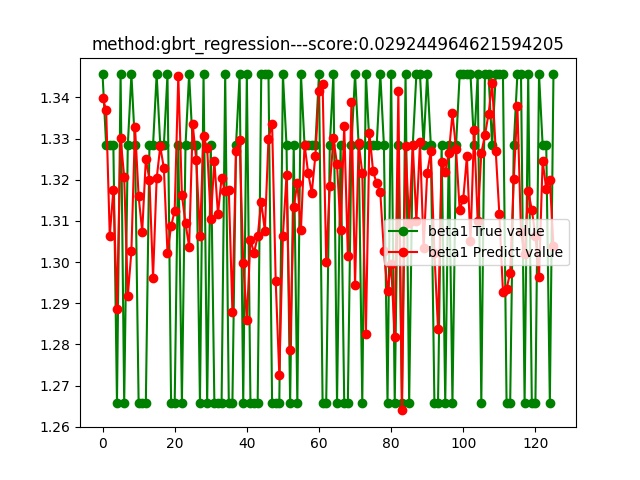 method:gbrt_regression---score:0.029244964621594205
1.34
1.33
1.32
1.31
1.30
1.29
1.28
1.27
1.26
beta1 True value
beta1 Predict value
0 20 40 60 80 100 120